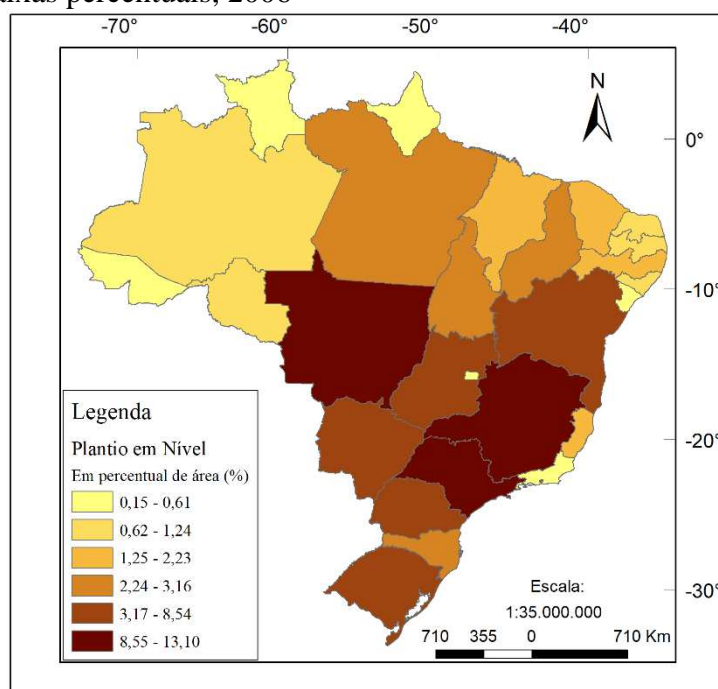 -70° -60° -50° -40°
N
0°
-10°
-20°
-30°
Legenda
Plantio em Nível
Em percentual de área (%)
0,15 - 0,61
0,62 - 1,24
1,25 - 2,23
2,24 - 3,16
3,17 - 8,54
8,55 - 13,10
Escala:
1:35.000.000
710 355 0 710 Km